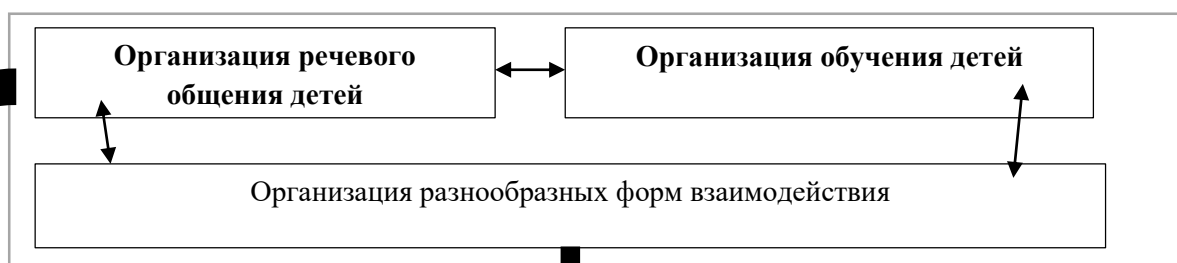 Организация речевого
общения детей
Организация обучения детей
Организация разнообразных форм взаимодействия